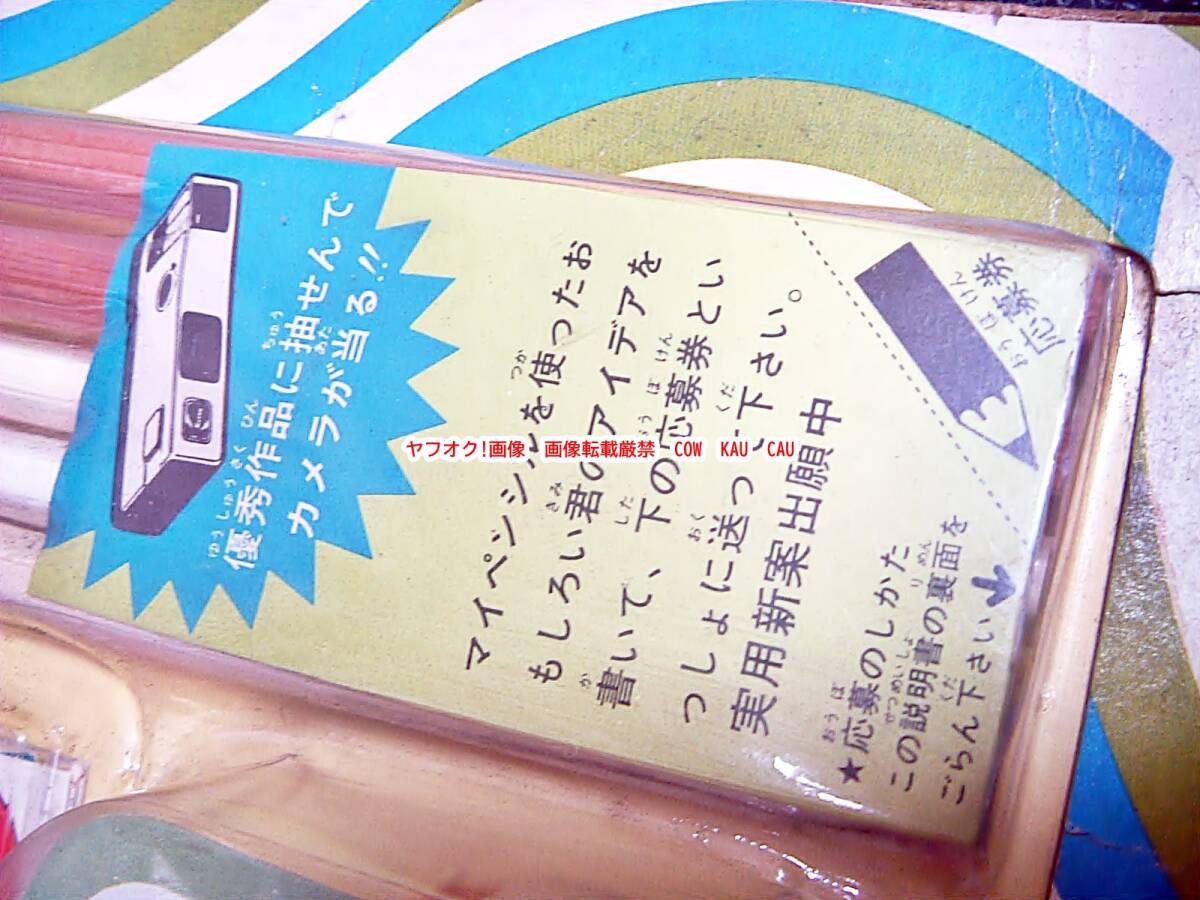 優秀作品に抽せんで
カメラが当る!!
マイペンシルを使ったお
もしろい君のアイデアを
書いて、下の応募券とい
っしょに送って下さい。
実用新案出願中
★応募のしかた
この説明書の裏面を
ごらん下さい↓
応募券
ヤフオク!画像 画像転載厳禁 COW KAU CAU